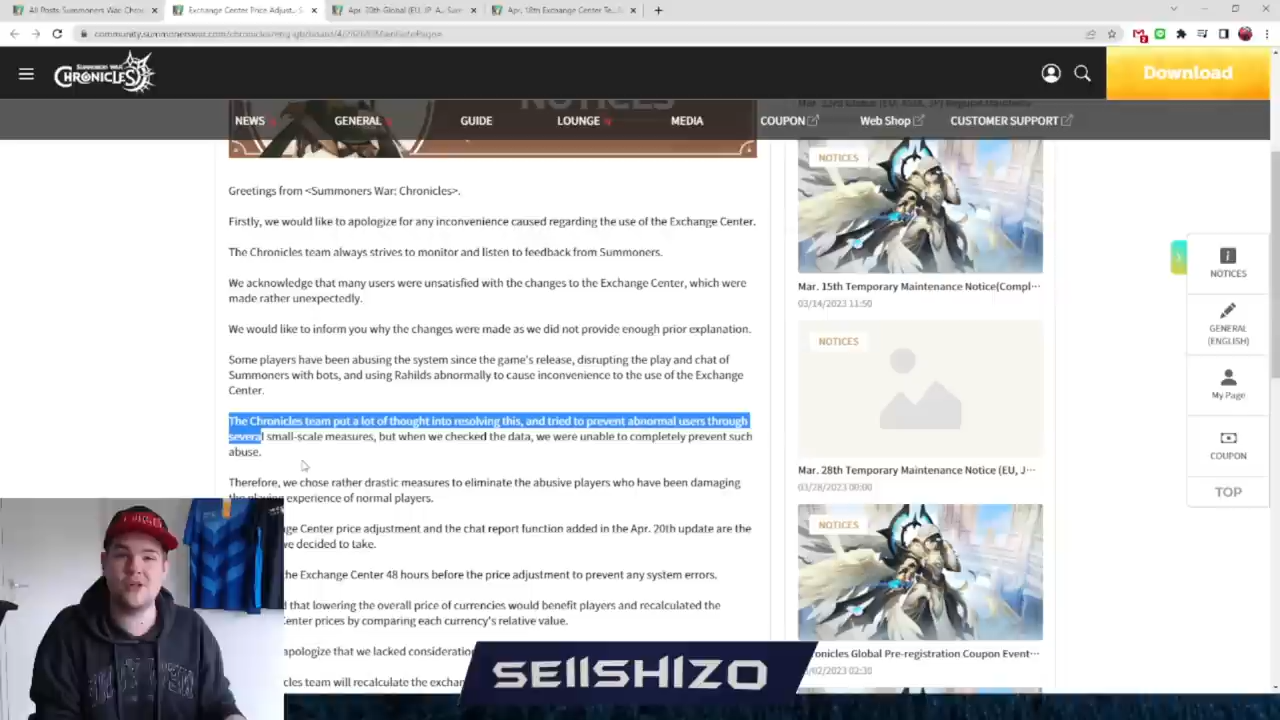 All Posts-Summoners War: Chro
Exchange Center Price Adjust
Apr. 20th Global (EU, JP, A
Apr. 18th Exchange Center Te
community.summonerswar.com/chronicles/
SUMMONERS WAR
CHRONICLES
Download
NOTICES
NEWS
GENERAL
GUIDE
LOUNGE
MEDIA
COUPON
Web Shop
CUSTOMER SUPPORT
Greetings from <Summoners War: Chronicles>.
Firstly, we would like to apologize for any inconvenience caused regarding the use of the Exchange Center.
The Chronicles team always strives to monitor and listen to feedback from Summoners.
We acknowledge that many users were unsatisfied with the changes to the Exchange Center, which were
made rather unexpectedly.
We would like to inform you why the changes were made as we did not provide enough prior explanation.
Some players have been abusing the system since the game's release, disrupting the play and chat of
Summoners with bots, and using Rahilds abnormally to cause inconvenience to the use of the Exchange
Center.
The Chronicles team put a lot of thought into resolving this, and tried to prevent abnormal users through
several small-scale measures, but when we checked the data, we were unable to completely prevent such
abuse.
Therefore, we chose rather drastic measures to eliminate the abusive players who have been damaging
the playing experience of normal players.
nge Center price adjustment and the chat report function added in the Apr. 20th update are the
we decided to take.
the Exchange Center 48 hours before the price adjustment to prevent any system errors.
d that lowering the overall price of currencies would benefit players and recalculated the
Center prices by comparing each currency's relative value.
apologize that we lacked consideration
cles team will recalculate the exchan
NOTICES
Mar. 15th Temporary Maintenance Notice(Compl···
03/14/2023 11:50
NOTICES
Mar. 28th Temporary Maintenance Notice (EU, J···
03/28/2023 00:00
NOTICES
ronicles Global Pre-registration Coupon Event···
/02/2023 02:30
NOTICES
GENERAL
(ENGLISH)
My Page
COUPON
TOP
SEIISHIZO